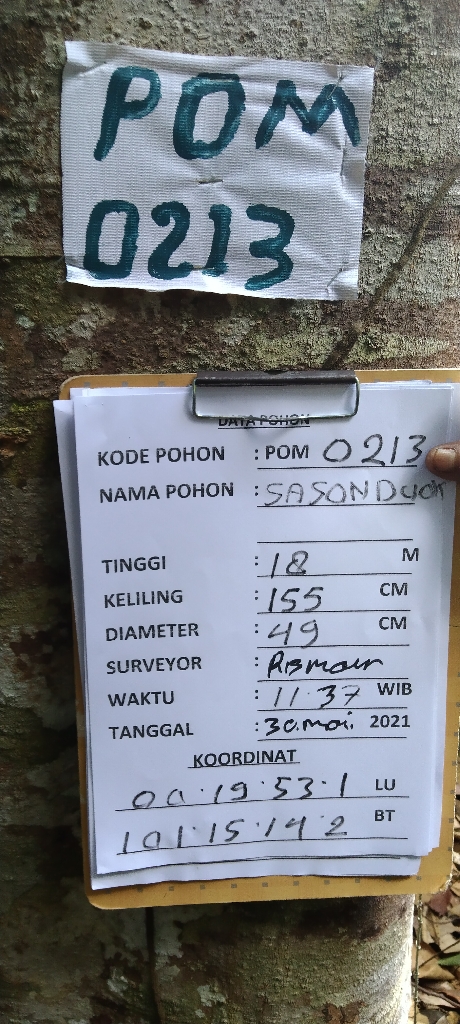 POM
0213
DATA POHON
KODE POHON : POM 0213
NAMA POHON : SASONDUOK
TINGGI : 18 M
KELILING : 155 CM
DIAMETER : 49 CM
SURVEYOR :
WAKTU : 11.37 WIB
TANGGAL : 30.mai. 2021
KOORDINAT
00.19.53.1 LU
101.15.14.2 BT